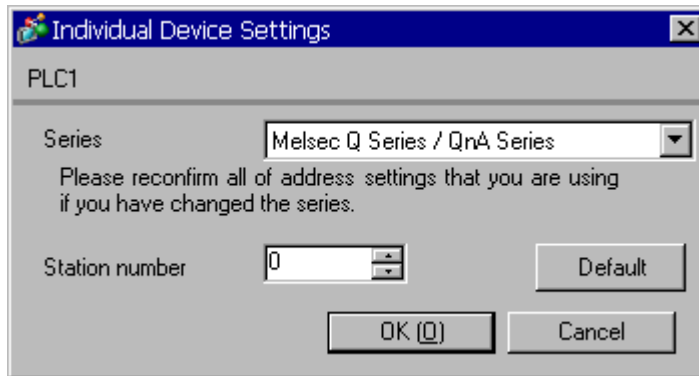 Individual Device Settings
PLC1
Series Melsec Q Series / QnA Series
Please reconfirm all of address settings that you are using
if you have changed the series.
Station number 0 Default
OK (O) Cancel